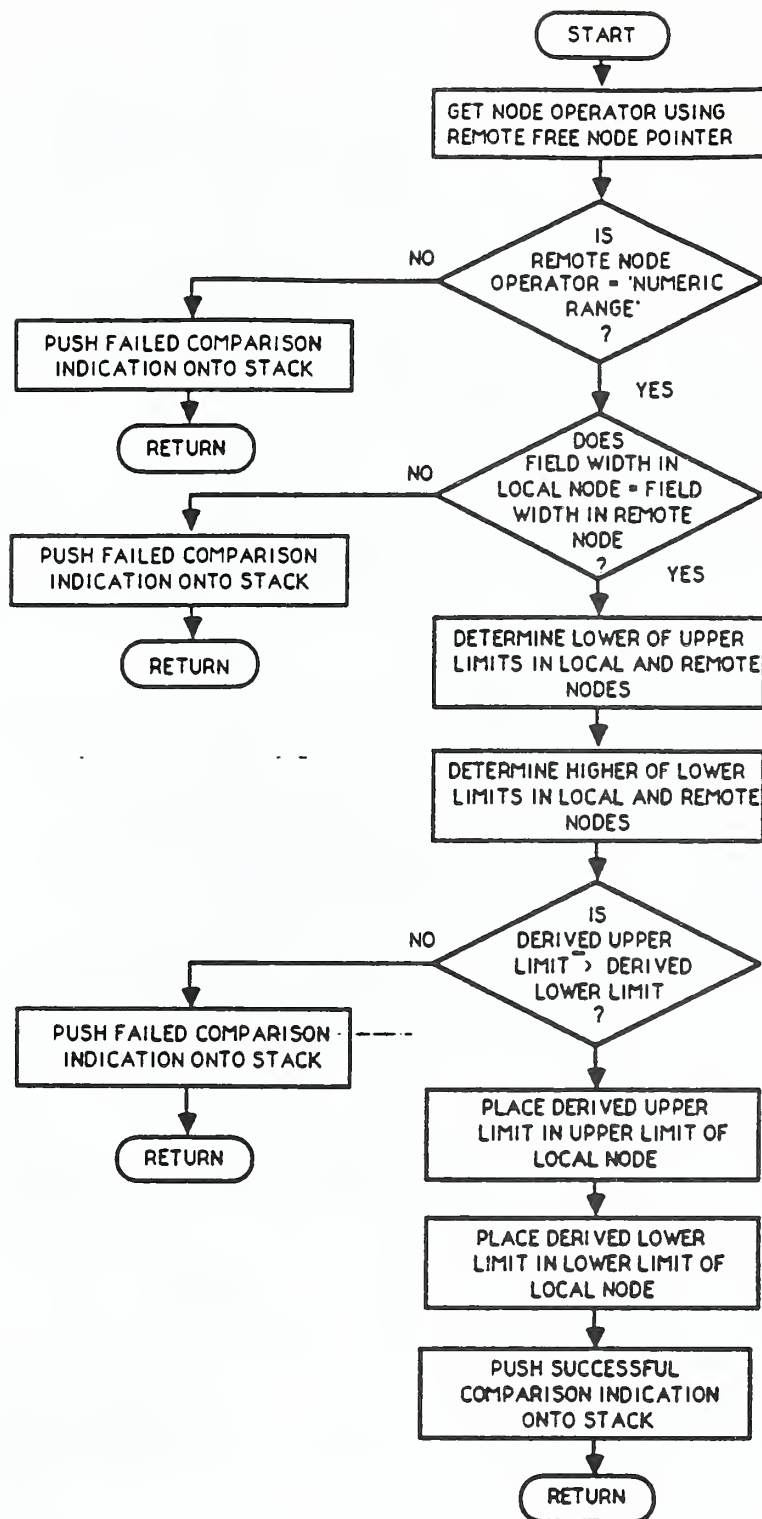 START
GET NODE OPERATOR USING
REMOTE FREE NODE POINTER
IS
REMOTE NODE
OPERATOR = 'NUMERIC
RANGE'
?
NO
YES
PUSH FAILED COMPARISON
INDICATION ONTO STACK
RETURN
DOES
FIELD WIDTH IN
LOCAL NODE = FIELD
WIDTH IN REMOTE
NODE
?
NO
YES
PUSH FAILED COMPARISON
INDICATION ONTO STACK
RETURN
DETERMINE LOWER OF UPPER
LIMITS IN LOCAL AND REMOTE
NODES
DETERMINE HIGHER OF LOWER
LIMITS IN LOCAL AND REMOTE
NODES
IS
DERIVED UPPER
LIMIT > DERIVED
LOWER LIMIT
?
NO
PUSH FAILED COMPARISON
INDICATION ONTO STACK
RETURN
PLACE DERIVED UPPER
LIMIT IN UPPER LIMIT OF
LOCAL NODE
PLACE DERIVED LOWER
LIMIT IN LOWER LIMIT OF
LOCAL NODE
PUSH SUCCESSFUL
COMPARISON INDICATION
ONTO STACK
RETURN